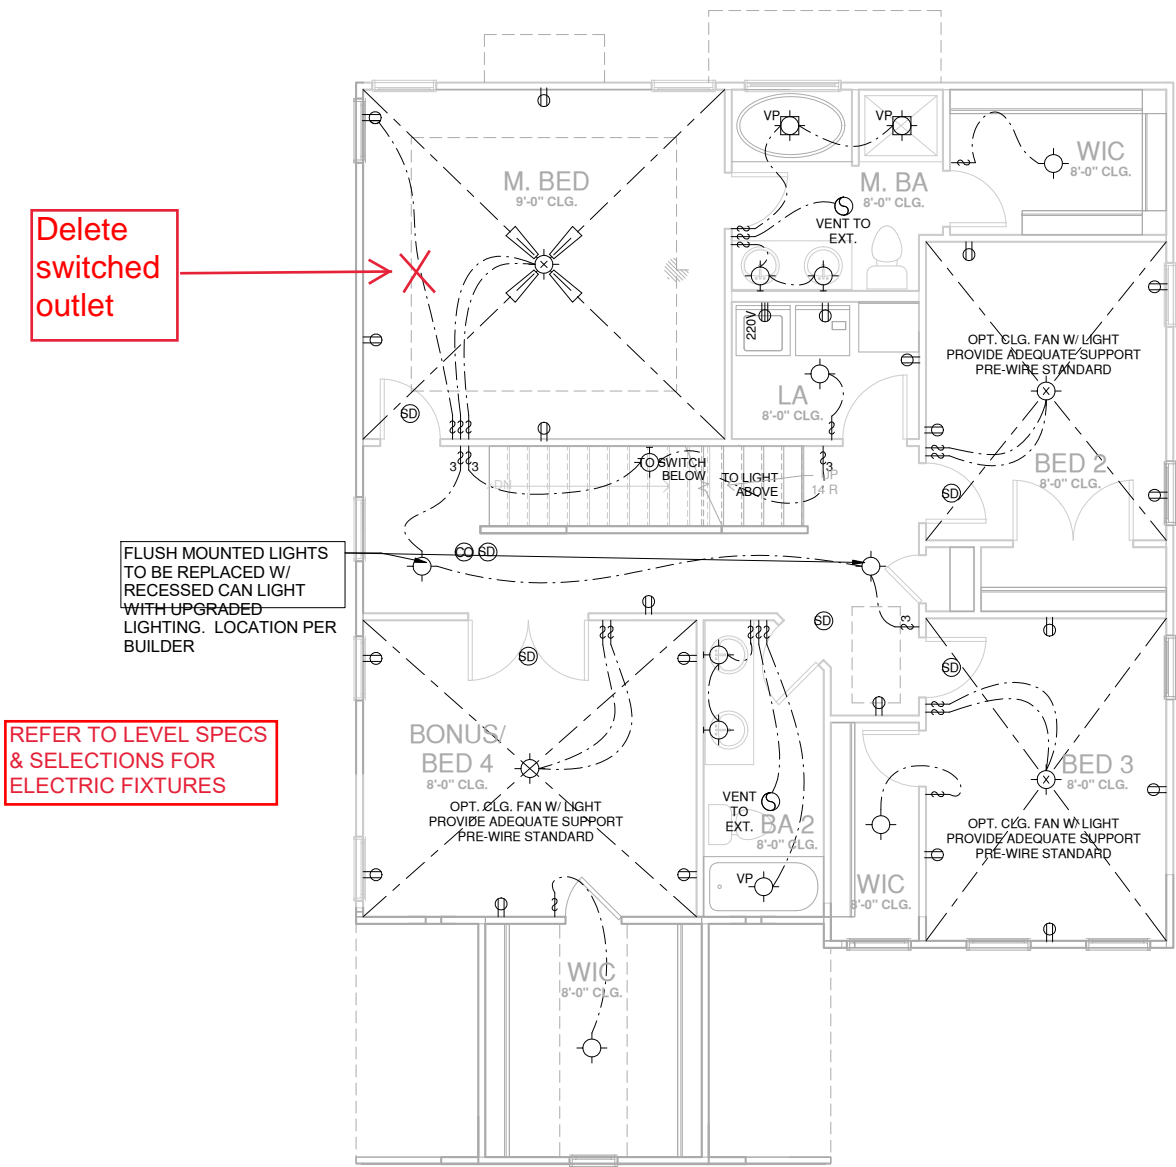 VP
VP
WIC
8'-0" CLG.
M. BED
9'-0" CLG.
M. BA
8'-0" CLG.
VENT TO
EXT.
Delete
switched
outlet
220V
OPT. CLG. FAN W/ LIGHT
PROVIDE ADEQUATE SUPPORT
PRE-WIRE STANDARD
LA
8'-0" CLG.
SD
BED 2
8'-0" CLG.
3
3
TO SWITCH
BELOW
TO LIGHT
ABOVE
3
UP
14 R
DN
SD
FLUSH MOUNTED LIGHTS
TO BE REPLACED W/
RECESSED CAN LIGHT
WITH UPGRADED
LIGHTING. LOCATION PER
BUILDER
CO
SD
SD
3
SD
SD
REFER TO LEVEL SPECS
& SELECTIONS FOR
ELECTRIC FIXTURES
BONUS/
BED 4
8'-0" CLG.
OPT. CLG. FAN W/ LIGHT
PROVIDE ADEQUATE SUPPORT
PRE-WIRE STANDARD
VENT
TO
EXT.
BA 2
8'-0" CLG.
VP
BED 3
8'-0" CLG.
OPT. CLG. FAN W/ LIGHT
PROVIDE ADEQUATE SUPPORT
PRE-WIRE STANDARD
WIC
8'-0" CLG.
WIC
8'-0" CLG.